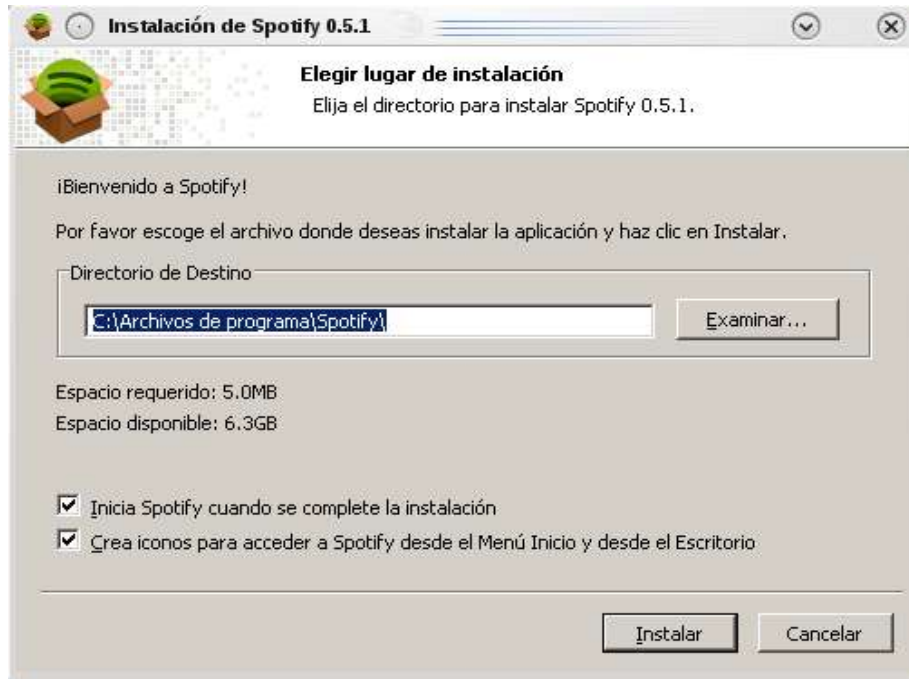 Instalación de Spotify 0.5.1
Elegir lugar de instalación
Elija el directorio para instalar Spotify 0.5.1.
¡Bienvenido a Spotify!
Por favor escoge el archivo donde deseas instalar la aplicación y haz clic en Instalar.
Directorio de Destino
C:\Archivos de programa\Spotify\
Examinar...
Espacio requerido: 5.0MB
Espacio disponible: 6.3GB
Inicia Spotify cuando se complete la instalación
Crea iconos para acceder a Spotify desde el Menú Inicio y desde el Escritorio
Instalar
Cancelar